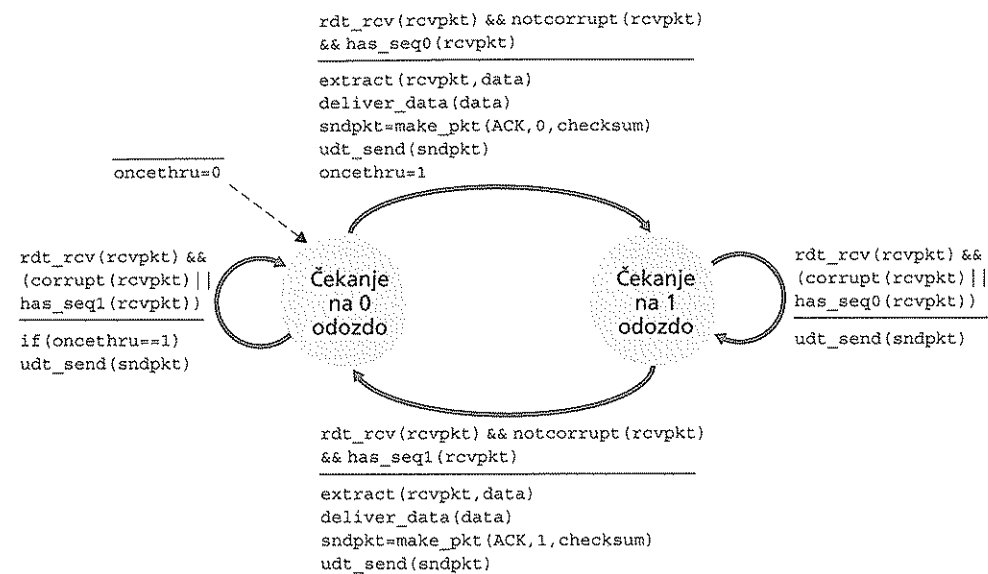 rdt_rcv(rcvpkt) && notcorrupt(rcvpkt)
&& has_seq0(rcvpkt)
extract(rcvpkt,data)
deliver_data(data)
sndpkt=make_pkt(ACK,0,checksum)
udt_send(sndpkt)
oncethru=1
oncethru=0
rdt_rcv(rcvpkt) &&
(corrupt(rcvpkt)||
has_seq1(rcvpkt))
if(oncethru==1)
udt_send(sndpkt)
Čekanje
na 0
odozdo
Čekanje
na 1
odozdo
rdt_rcv(rcvpkt) &&
(corrupt(rcvpkt)||
has_seq0(rcvpkt))
udt_send(sndpkt)
rdt_rcv(rcvpkt) && notcorrupt(rcvpkt)
&& has_seq1(rcvpkt)
extract(rcvpkt,data)
deliver_data(data)
sndpkt=make_pkt(ACK,1,checksum)
udt_send(sndpkt)